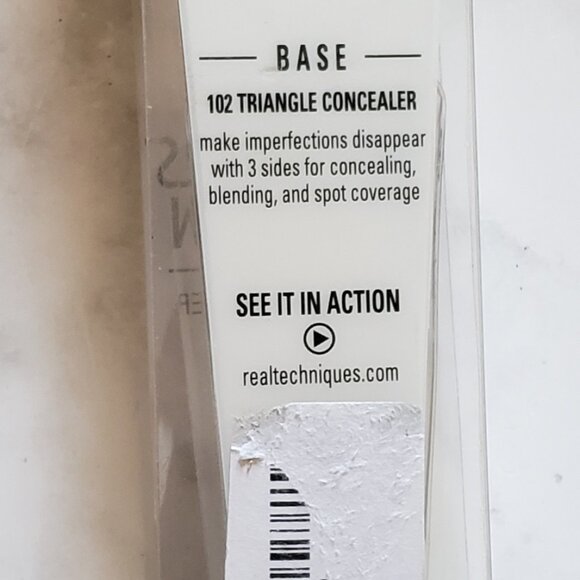 BASE
102 TRIANGLE CONCEALER
make imperfections disappear
with 3 sides for concealing,
blending, and spot coverage
SEE IT IN ACTION
realtechniques.com